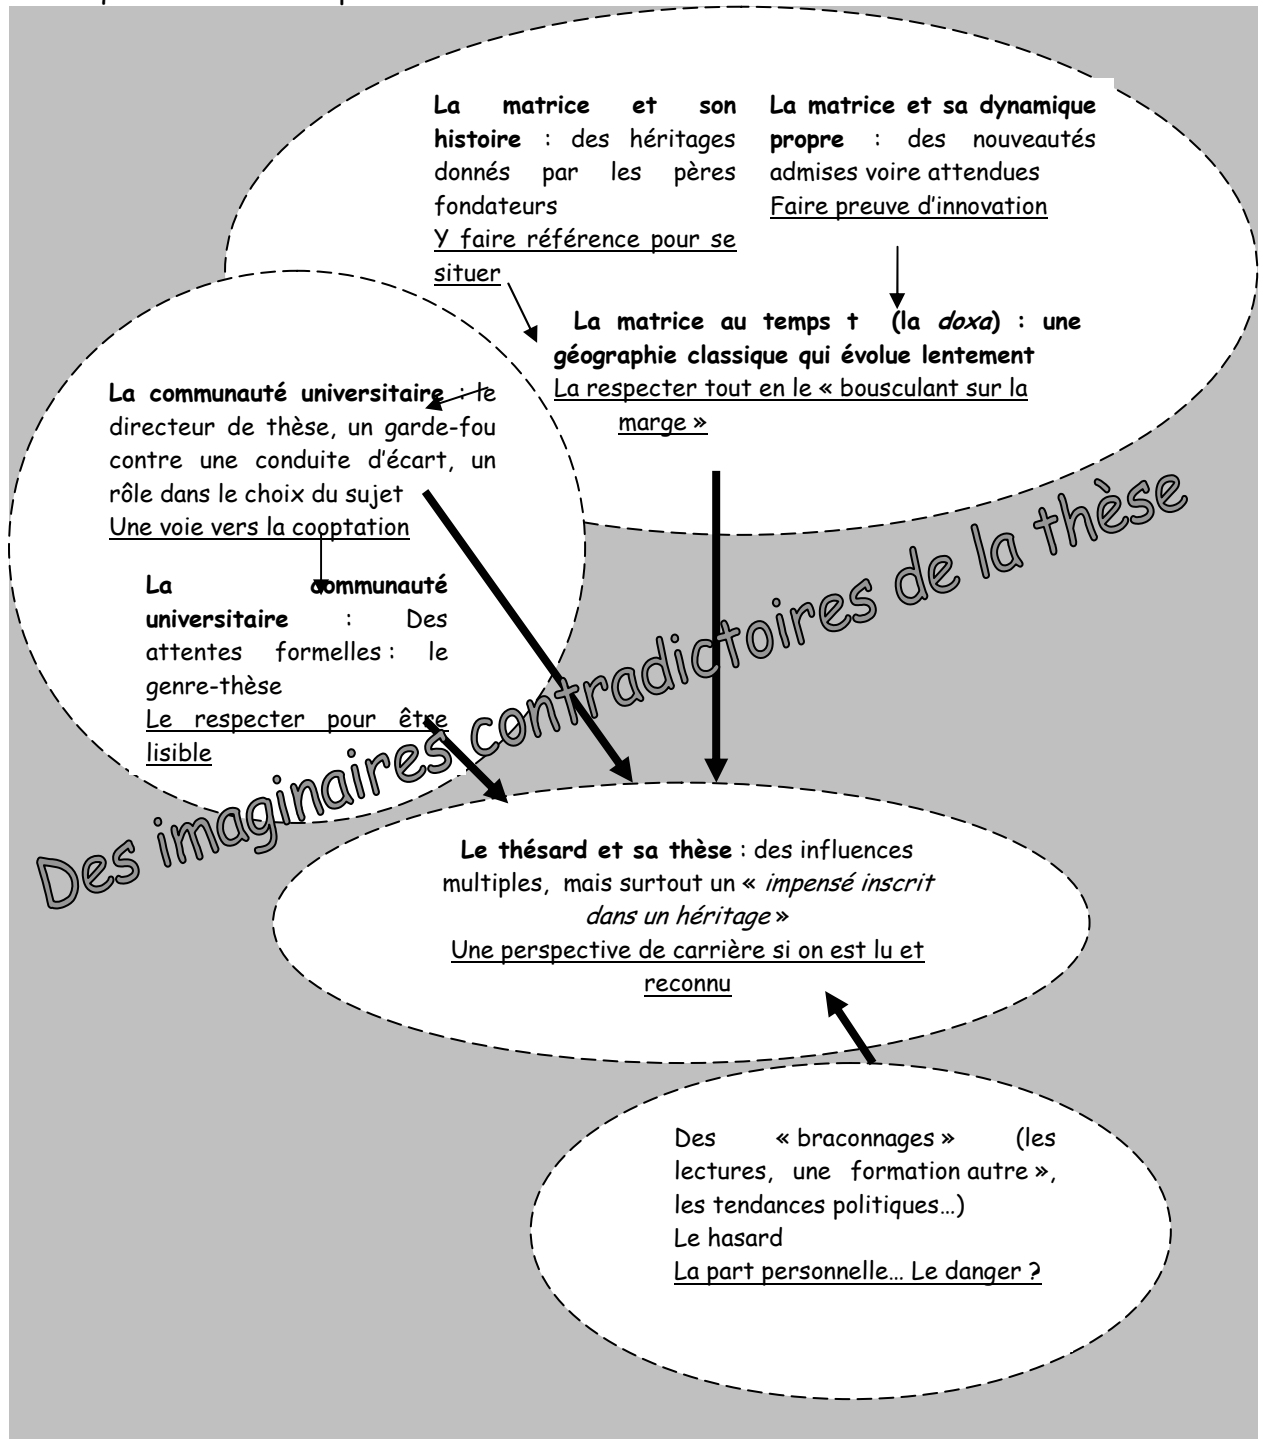 La matrice et son
histoire : des héritages
donnés par les pères
fondateurs
Y faire référence pour se
situer
La matrice et sa dynamique
propre : des nouveautés
admises voire attendues
Faire preuve d'innovation
La matrice au temps t (la doxa) : une
géographie classique qui évolue lentement
La respecter tout en le « bousculant sur la
marge »
La communauté universitaire : le
directeur de thèse, un garde-fou
contre une conduite d'écart, un
rôle dans le choix du sujet
Une voie vers la cooptation
La communauté
universitaire : Des
attentes formelles : le
genre-thèse
Le respecter pour être
lisible
Des imaginaires contradictoires de la thèse
Le thésard et sa thèse : des influences
multiples, mais surtout un « impensé inscrit
dans un héritage »
Une perspective de carrière si on est lu et
reconnu
Des « braconnages » (les
lectures, une formation autre »,
les tendances politiques…)
Le hasard
La part personnelle… Le danger ?